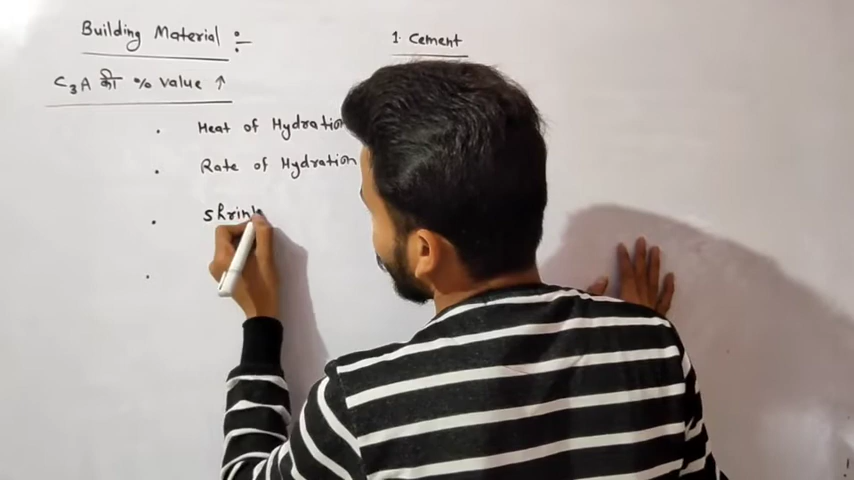 Building Material :-
1. Cement
C₃A की % value ↑
. Heat of Hydration
. Rate of Hydration
. shrink
.